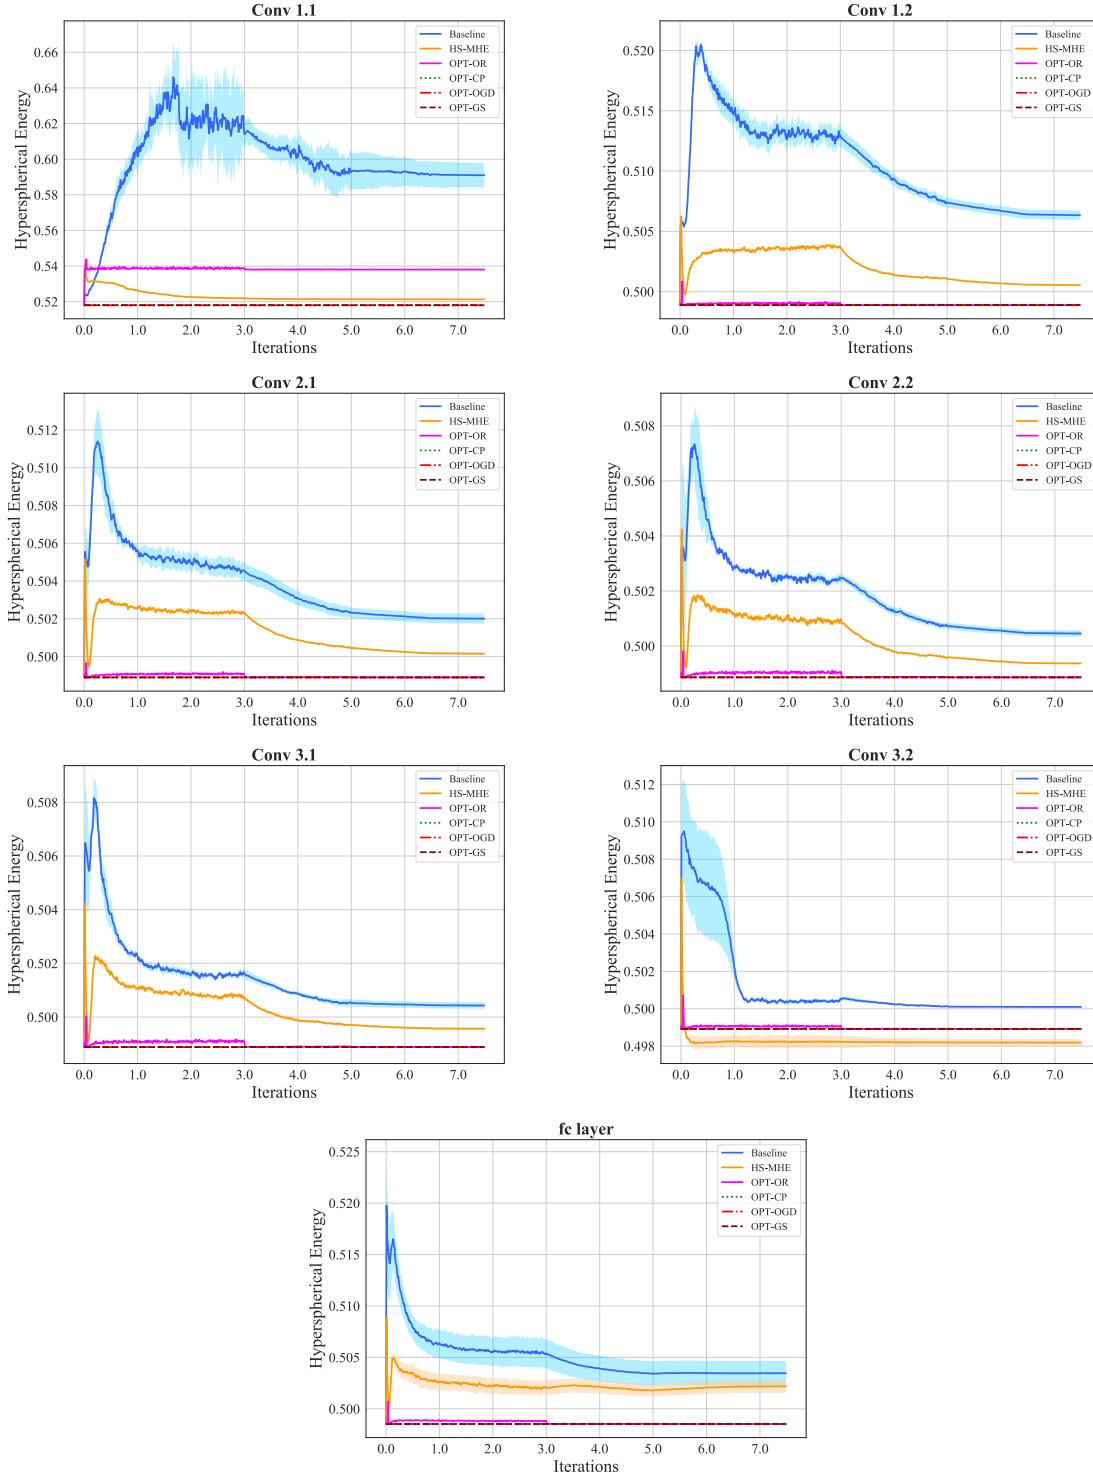 Conv 1.1
Hyperspherical Energy
0.66
0.64
0.62
0.60
0.58
0.56
0.54
0.52
Baseline
HS-MHE
OPT-OR
OPT-CP
OPT-OGD
OPT-GS
0.0 1.0 2.0 3.0 4.0 5.0 6.0 7.0
Iterations
Conv 1.2
Hyperspherical Energy
0.520
0.515
0.510
0.505
0.500
Baseline
HS-MHE
OPT-OR
OPT-CP
OPT-OGD
OPT-GS
0.0 1.0 2.0 3.0 4.0 5.0 6.0 7.0
Iterations
Conv 2.1
Hyperspherical Energy
0.512
0.510
0.508
0.506
0.504
0.502
0.500
Baseline
HS-MHE
OPT-OR
OPT-CP
OPT-OGD
OPT-GS
0.0 1.0 2.0 3.0 4.0 5.0 6.0 7.0
Iterations
Conv 2.2
Hyperspherical Energy
0.508
0.506
0.504
0.502
0.500
Baseline
HS-MHE
OPT-OR
OPT-CP
OPT-OGD
OPT-GS
0.0 1.0 2.0 3.0 4.0 5.0 6.0 7.0
Iterations
Conv 3.1
Hyperspherical Energy
0.508
0.506
0.504
0.502
0.500
Baseline
HS-MHE
OPT-OR
OPT-CP
OPT-OGD
OPT-GS
0.0 1.0 2.0 3.0 4.0 5.0 6.0 7.0
Iterations
Conv 3.2
Hyperspherical Energy
0.512
0.510
0.508
0.506
0.504
0.502
0.500
0.498
Baseline
HS-MHE
OPT-OR
OPT-CP
OPT-OGD
OPT-GS
0.0 1.0 2.0 3.0 4.0 5.0 6.0 7.0
Iterations
fc layer
Hyperspherical Energy
0.525
0.520
0.515
0.510
0.505
0.500
Baseline
HS-MHE
OPT-OR
OPT-CP
OPT-OGD
OPT-GS
0.0 1.0 2.0 3.0 4.0 5.0 6.0 7.0
Iterations